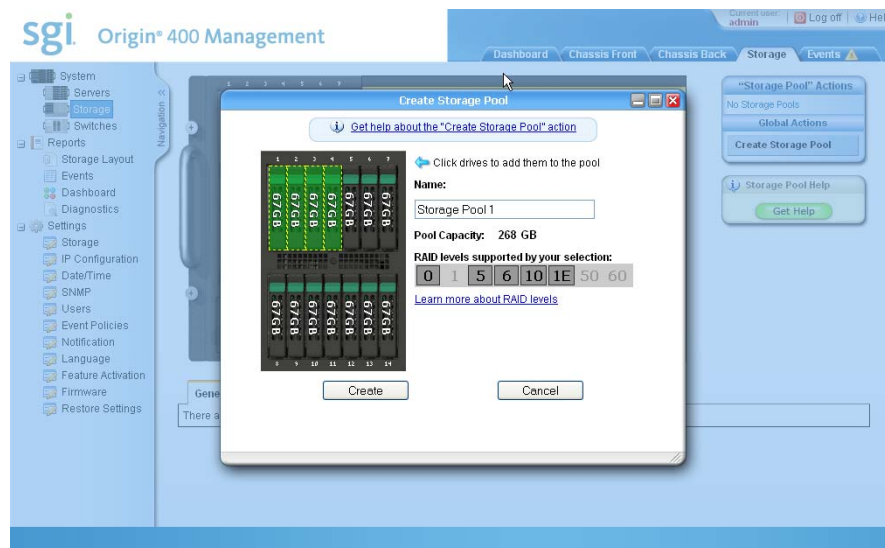 sgi Origin® 400 Management
Current user:
admin
Log off
Hel
Dashboard
Chassis Front
Chassis Back
Storage
Events
System
Servers
Storage
Switches
Reports
Storage Layout
Events
Dashboard
Diagnostics
Settings
Storage
IP Configuration
Date/Time
SNMP
Users
Event Policies
Notification
Language
Feature Activation
Firmware
Restore Settings
Navigation
1 2 3 4 5 6 7
Create Storage Pool
Get help about the "Create Storage Pool" action
1 2 3 4 5 6 7
67GB 67GB 67GB 67GB 67GB 67GB 67GB
67GB 67GB 67GB 67GB 67GB 67GB 67GB
8 9 10 11 12 13 14
Click drives to add them to the pool
Name:
Storage Pool 1
Pool Capacity: 268 GB
RAID levels supported by your selection:
0 1 5 6 10 1E 50 60
Learn more about RAID levels
Create
Cancel
Gene
There a
"Storage Pool" Actions
No Storage Pools
Global Actions
Create Storage Pool
Storage Pool Help
Get Help